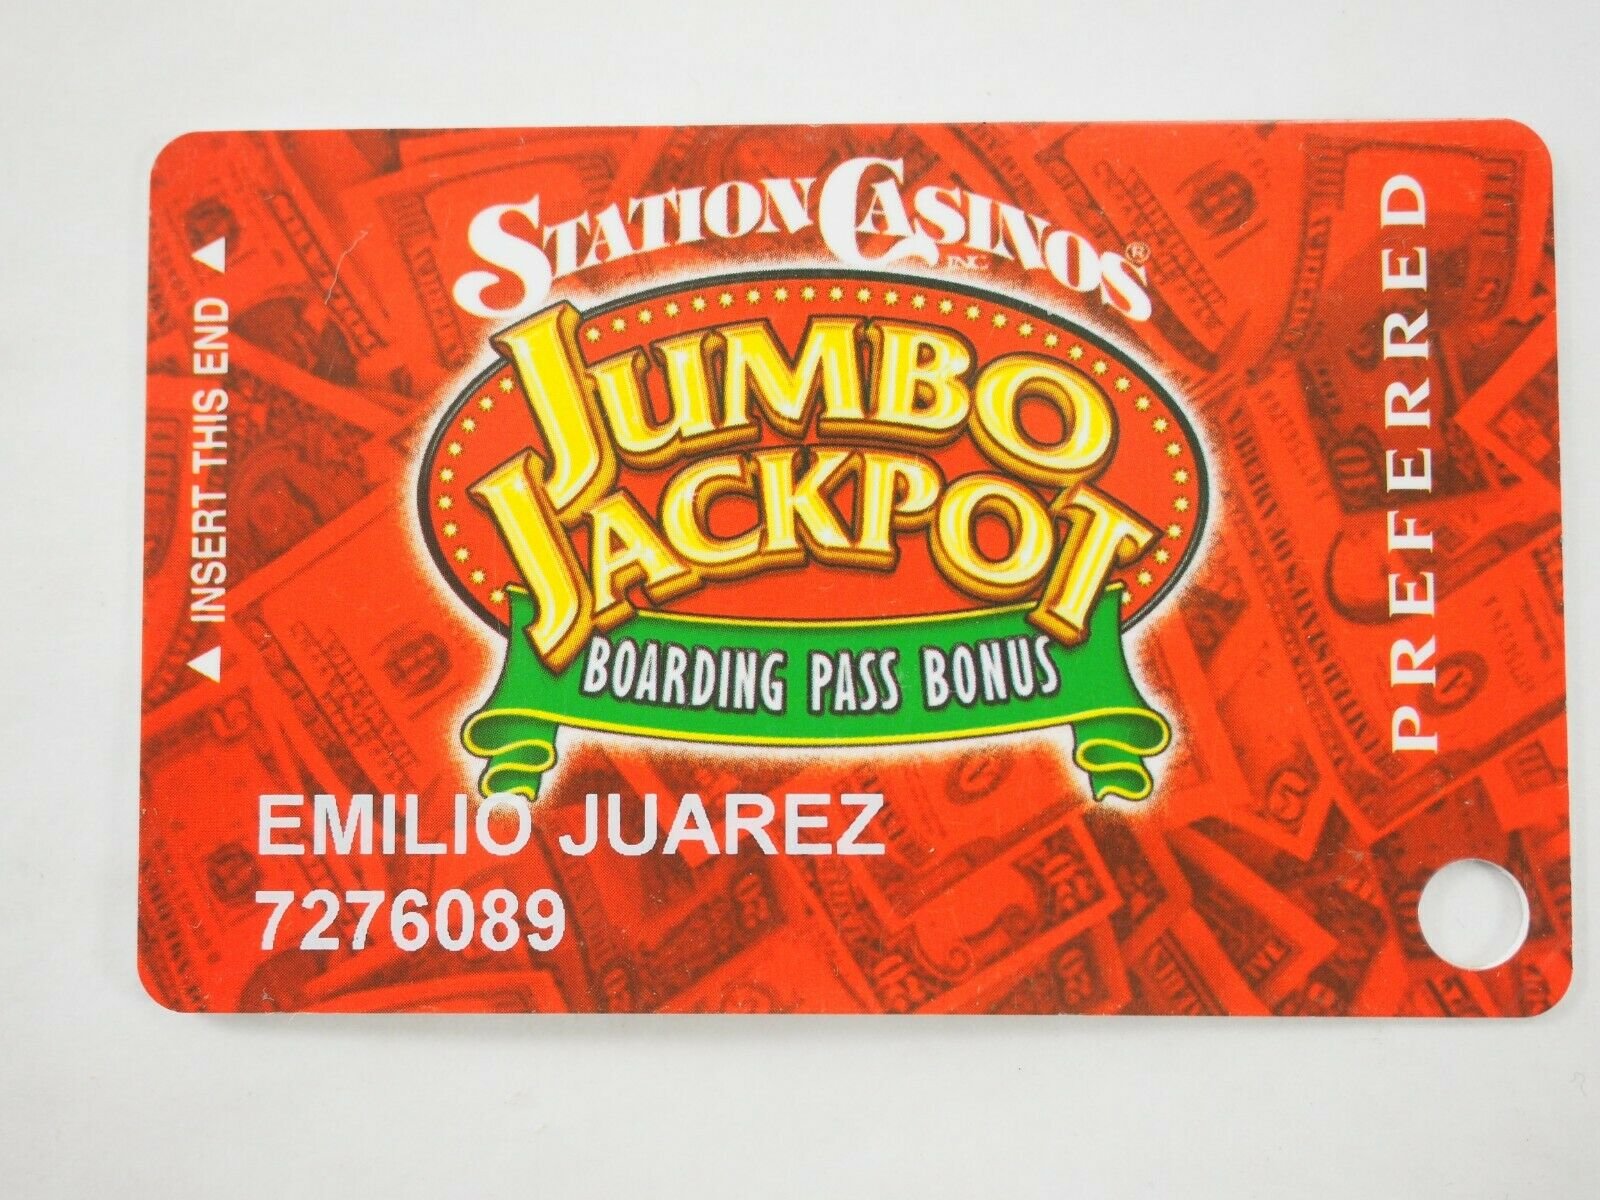 STATION CASINOS®
INC
JUMBO
JACKPOT
BOARDING PASS BONUS
▲ INSERT THIS END ▲
PREFERRED
EMILIO JUAREZ
7276089